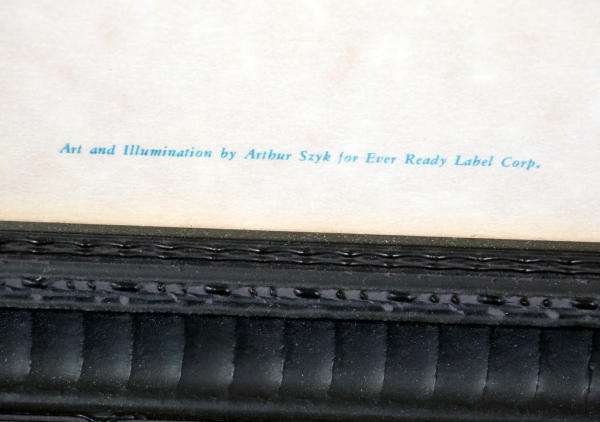 Art and Illumination by Arthur Szyk for Ever Ready Label Corp.